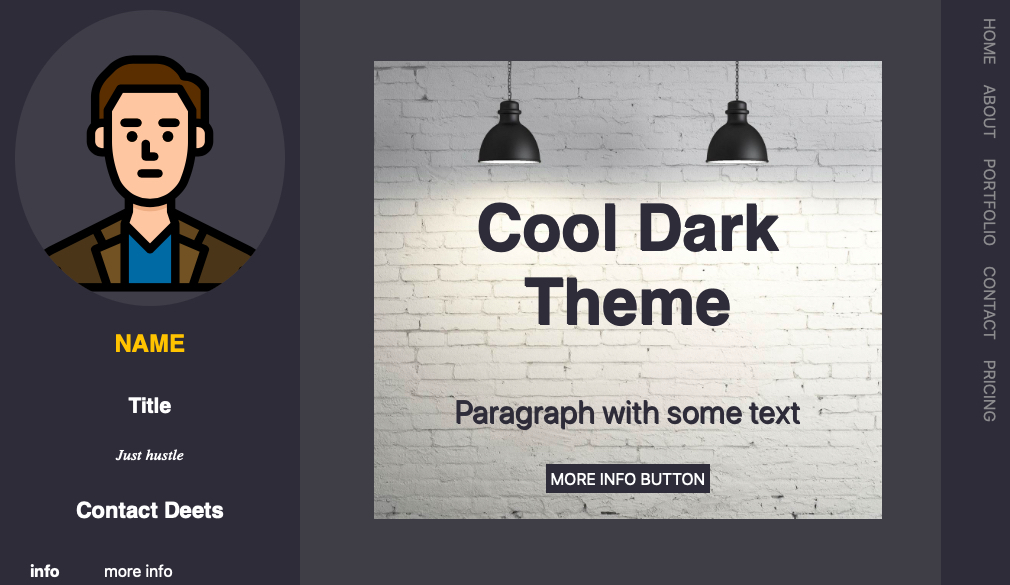 NAME
Title
Just hustle
Contact Deets
info more info
Cool Dark
Theme
Paragraph with some text
MORE INFO BUTTON
HOME
ABOUT
PORTFOLIO
CONTACT
PRICING